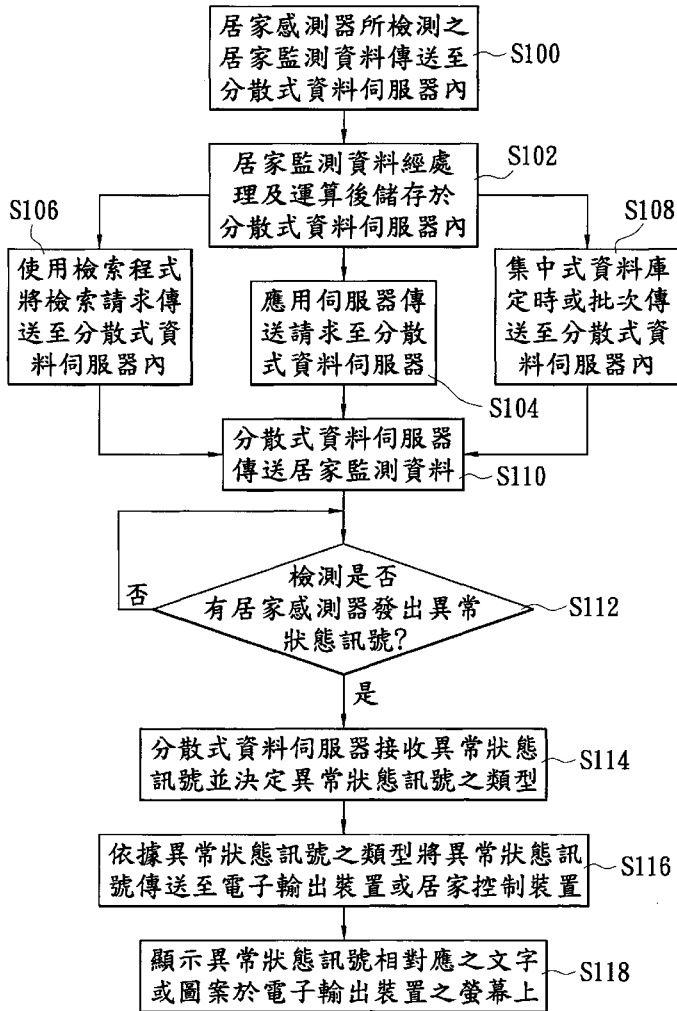 居家感測器所檢測之
居家監測資料傳送至
分散式資料伺服器內
S100
居家監測資料經處
理及運算後儲存於
分散式資料伺服器內
S102
S106
使用檢索程式
將檢索請求傳
送至分散式資
料伺服器內
應用伺服器傳
送請求至分散
式資料伺服器
S104
S108
集中式資料庫
定時或批次傳
送至分散式資
料伺服器內
分散式資料伺服器
傳送居家監測資料
S110
檢測是否
有居家感測器發出異常
狀態訊號?
S112
否
是
分散式資料伺服器接收異常狀態
訊號並決定異常狀態訊號之類型
S114
依據異常狀態訊號之類型將異常狀態訊
號傳送至電子輸出裝置或居家控制裝置
S116
顯示異常狀態訊號相對應之文字
或圖案於電子輸出裝置之螢幕上
S118